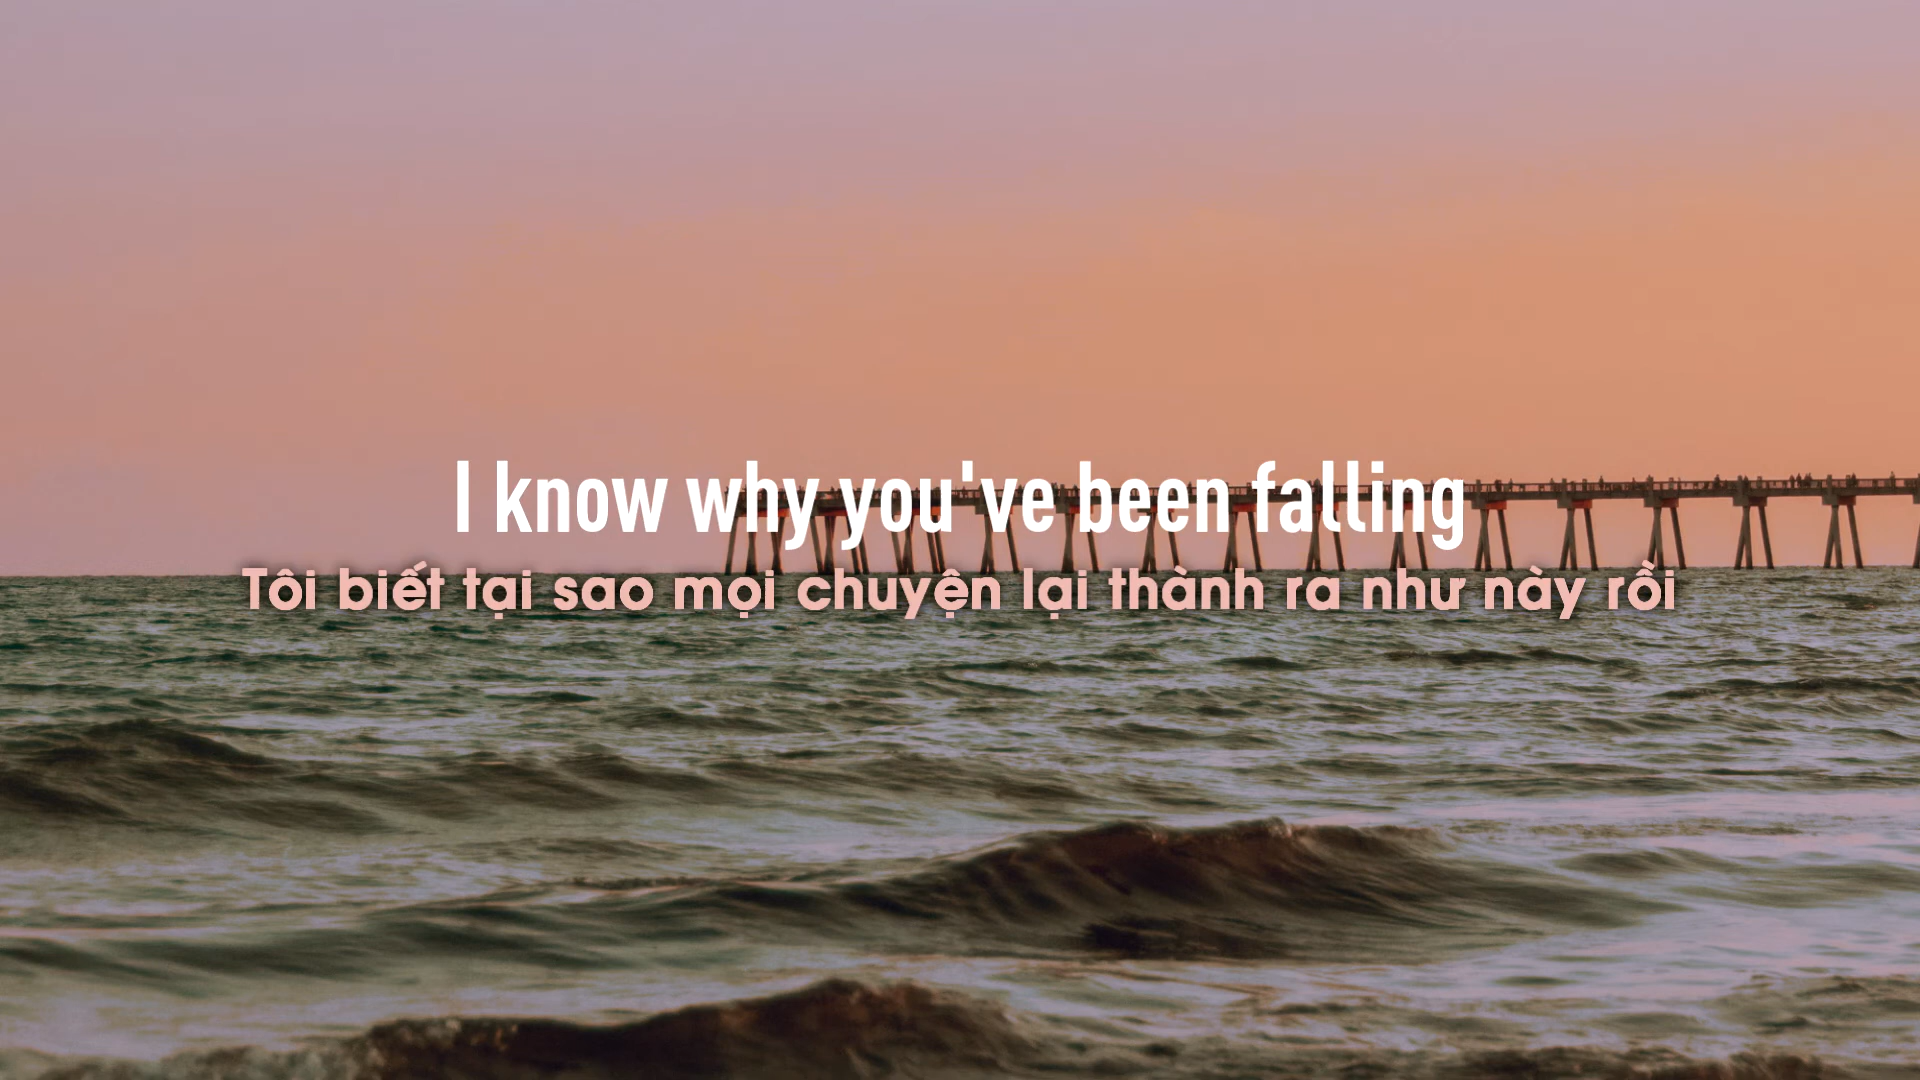 I know why you've been falling
Tôi biết tại sao mọi chuyện lại thành ra như này rồi